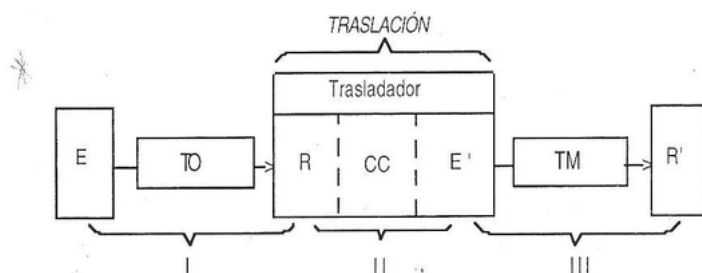 TRASLACIÓN
Trasladador
E TO R CC E' TM R'
I II III